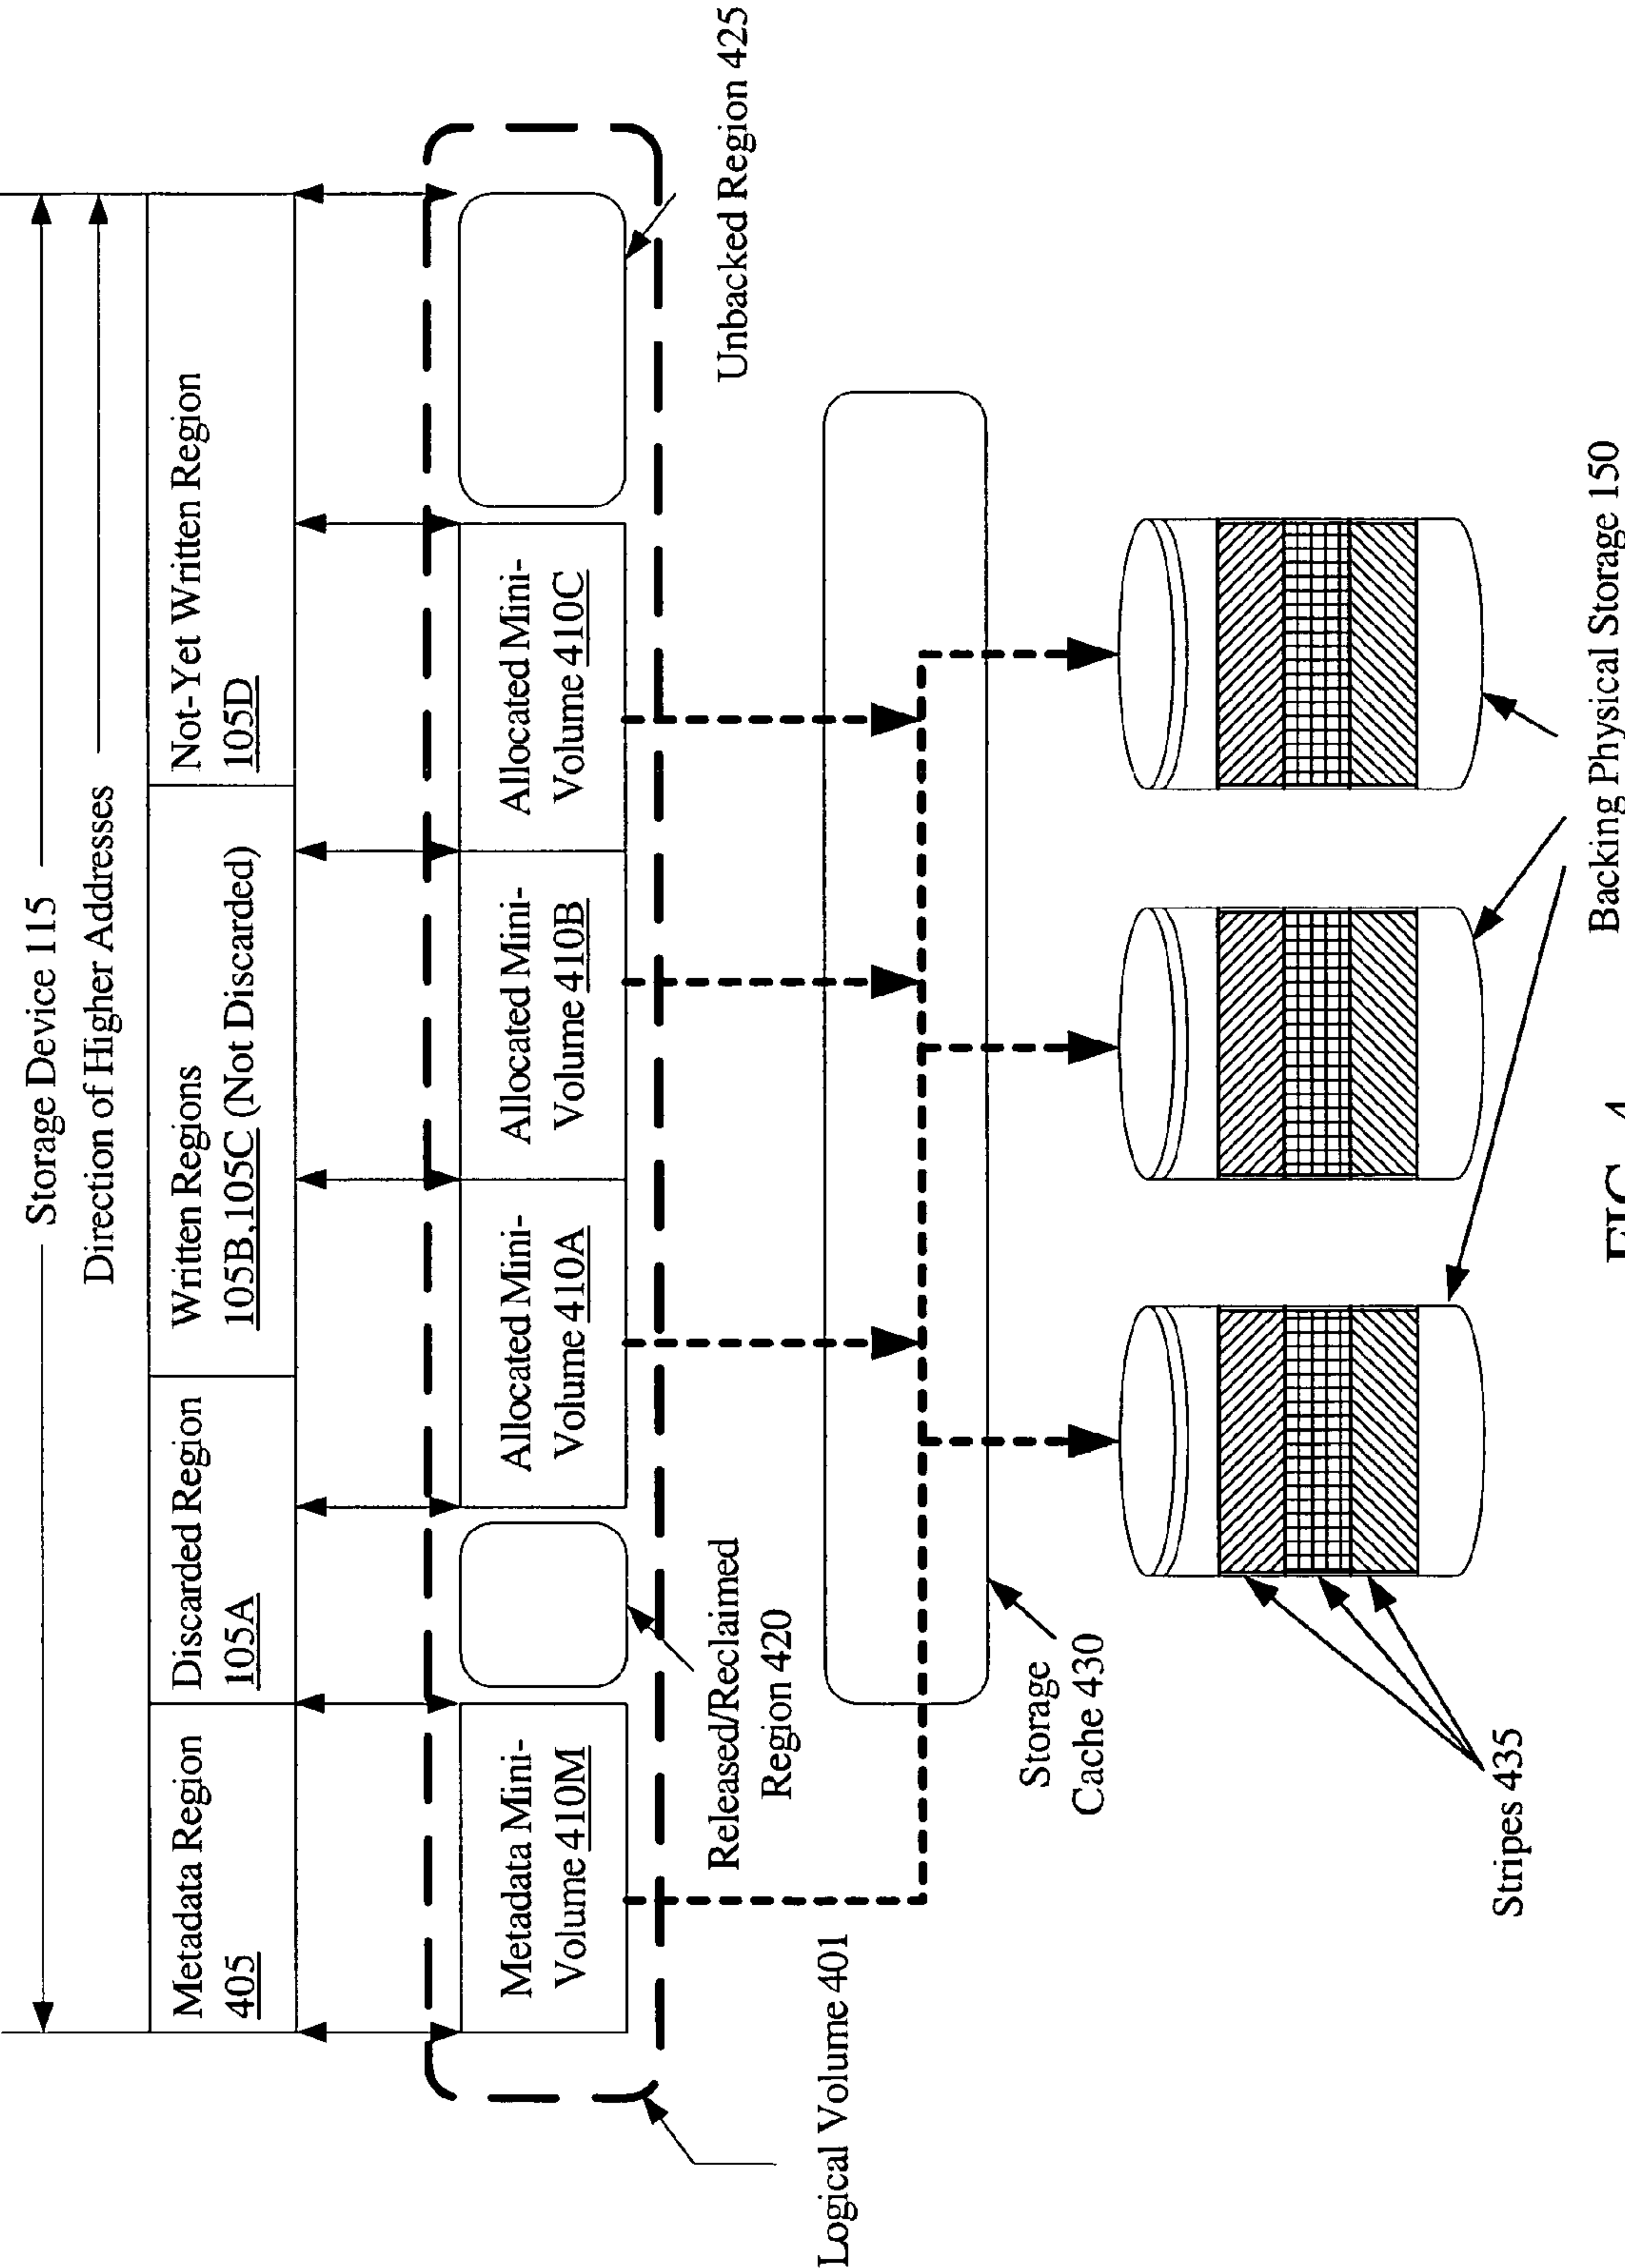 Storage Device 115
Direction of Higher Addresses
Metadata Region
405
Discarded Region
105A
Written Regions
105B,105C (Not Discarded)
Not-Yet Written Region
105D
Metadata Mini-
Volume 410M
Allocated Mini-
Volume 410A
Allocated Mini-
Volume 410B
Allocated Mini-
Volume 410C
Released/Reclaimed
Region 420
Unbacked Region 425
Logical Volume 401
Storage
Cache 430
Stripes 435
Backing Physical Storage 150
FIG. 4